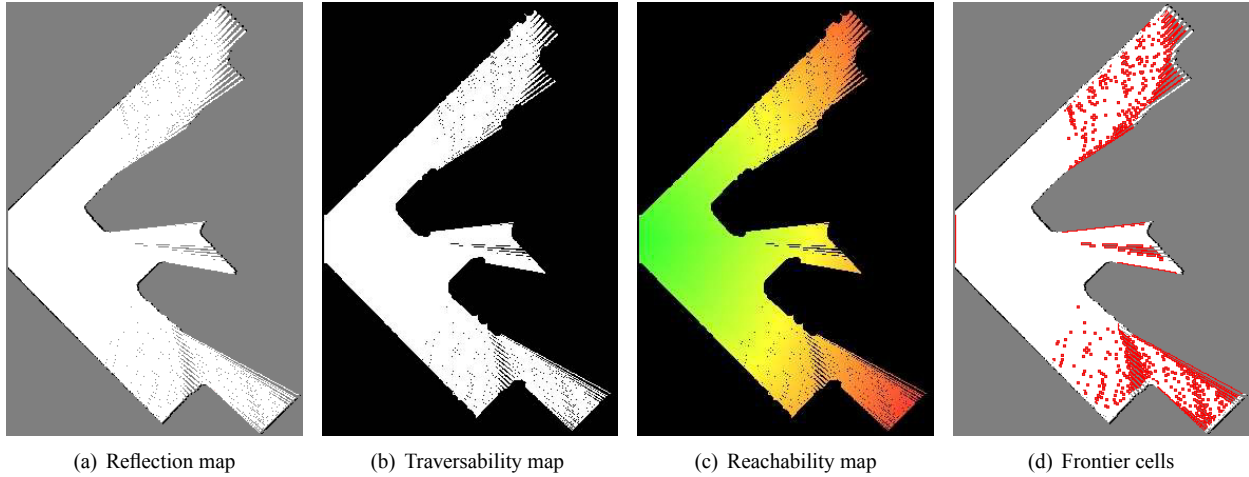 (a) Reflection map
(b) Traversability map
(c) Reachability map
(d) Frontier cells